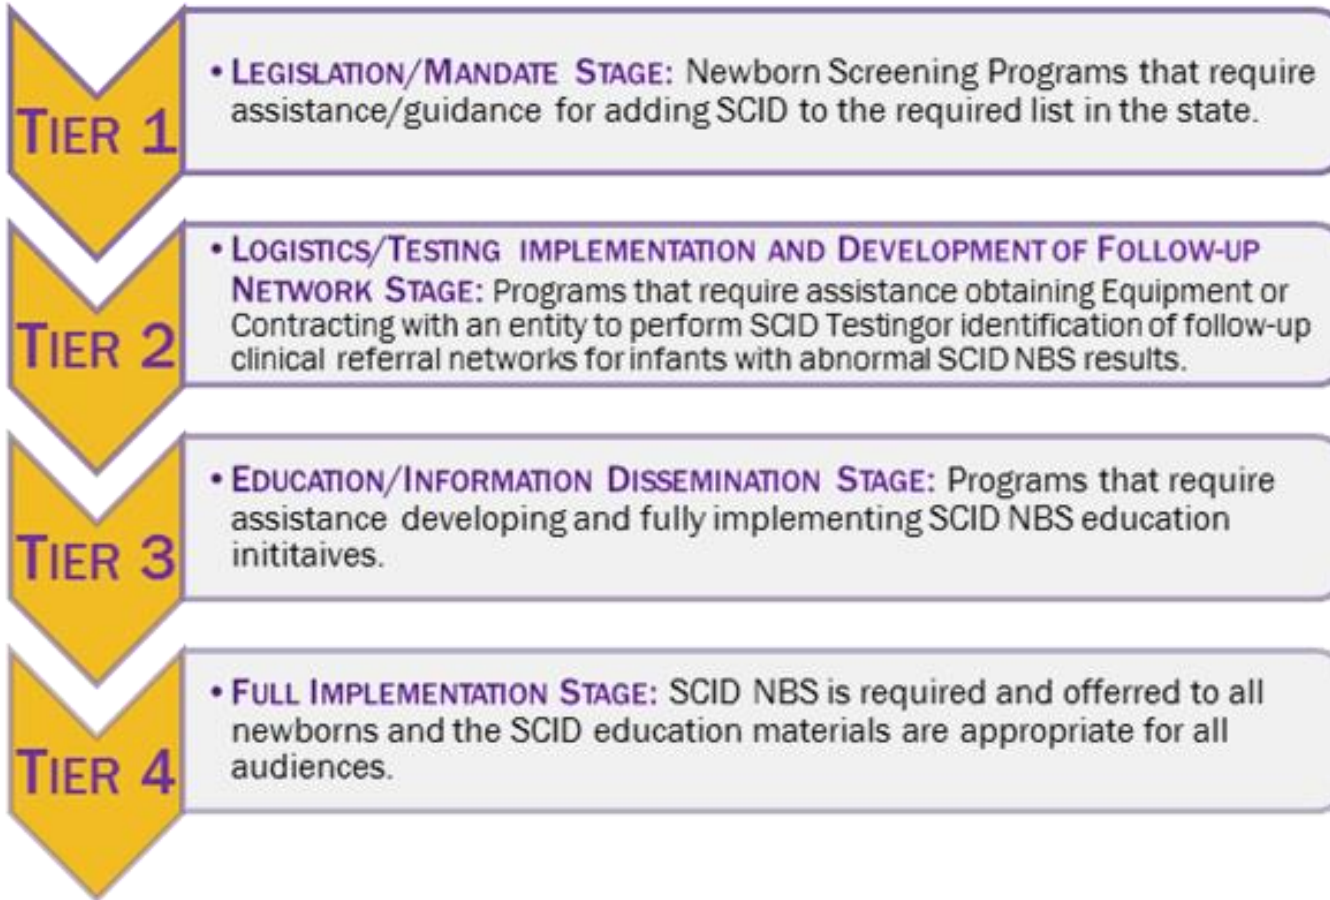 TIER 1
• LEGISLATION/MANDATE STAGE: Newborn Screening Programs that require
assistance/guidance for adding SCID to the required list in the state.
TIER 2
• LOGISTICS/TESTING IMPLEMENTATION AND DEVELOPMENT OF FOLLOW-UP
NETWORK STAGE: Programs that require assistance obtaining Equipment or
Contracting with an entity to perform SCID Testingor identification of follow-up
clinical referral networks for infants with abnormal SCID NBS results.
TIER 3
• EDUCATION/INFORMATION DISSEMINATION STAGE: Programs that require
assistance developing and fully implementing SCID NBS education
inititaives.
TIER 4
• FULL IMPLEMENTATION STAGE: SCID NBS is required and offerred to all
newborns and the SCID education materials are appropriate for all
audiences.